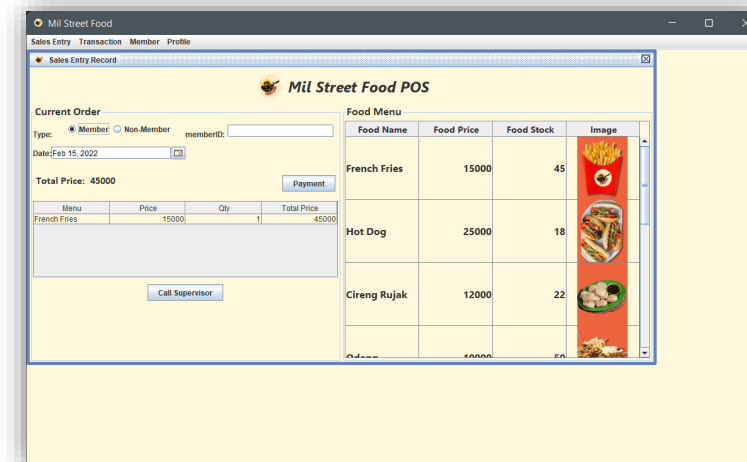 Mil Street Food
Sales Entry Transaction Member Profile
Sales Entry Record
Mil Street Food POS
Current Order
Type: Member Non-Member memberID:
Date: Feb 15, 2022
Total Price: 45000
Payment
Menu Price Qty Total Price
French Fries 15000 1 45000
Call Supervisor
Food Menu
Food Name Food Price Food Stock Image
French Fries 15000 45
Hot Dog 25000 18
Cireng Rujak 12000 22